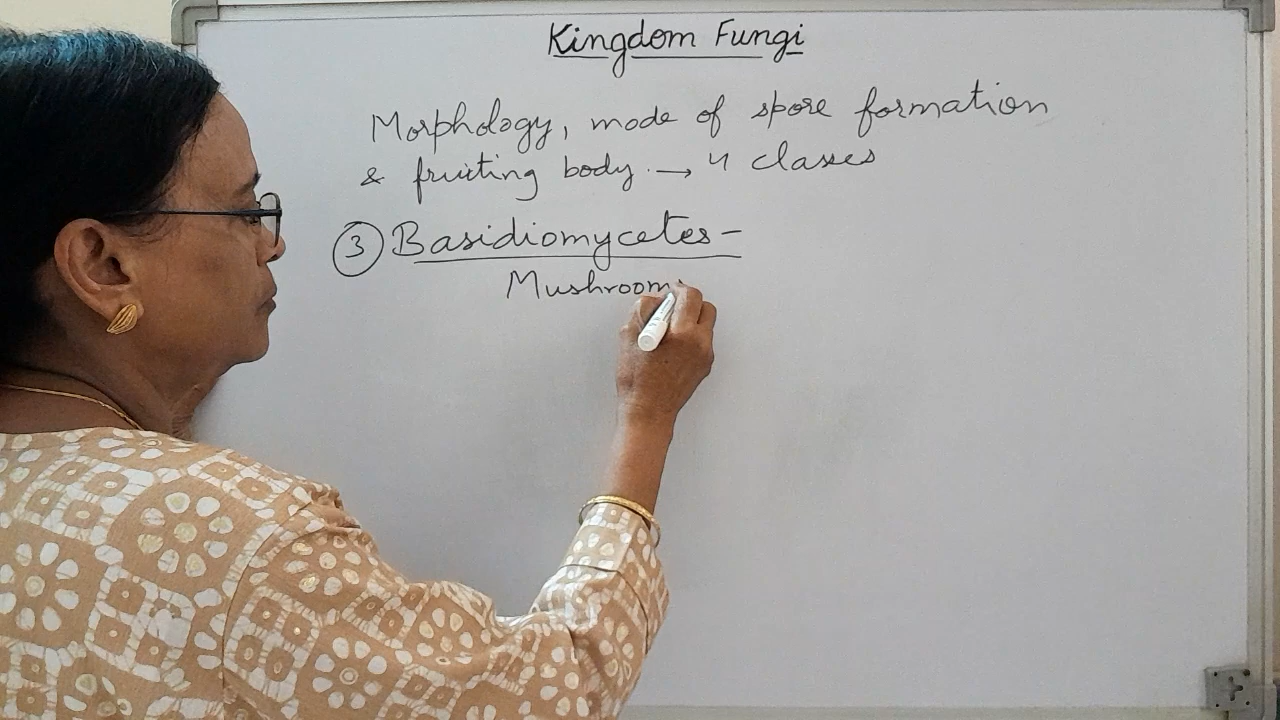 Kingdom Fungi
Morphology, mode of spore formation
& fruiting body. → 4 classes
③ Basidiomycetes -
Mushroom